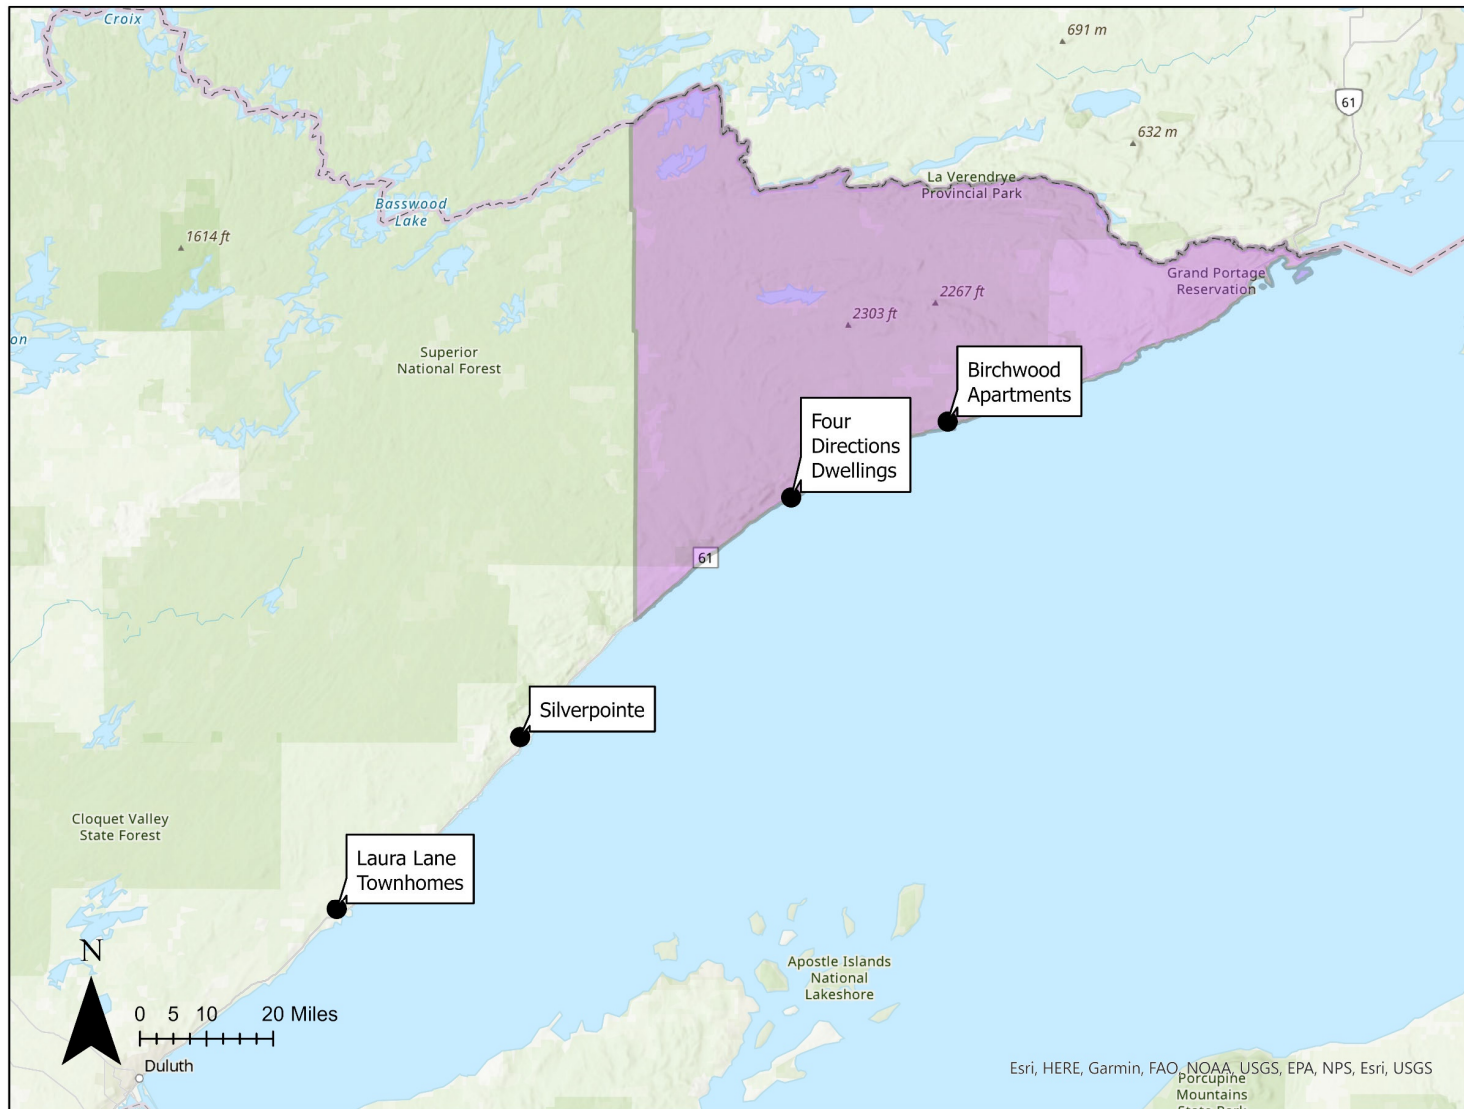 Croix
691 m
61
632 m
La Verendrye
Provincial Park
Basswood
Lake
1614 ft
Grand Portage
Reservation
2267 ft
2303 ft
on
Superior
National Forest
Birchwood
Apartments
Four
Directions
Dwellings
61
Silverpointe
Cloquet Valley
State Forest
Laura Lane
Townhomes
N
Apostle Islands
National
Lakeshore
0 5 10 20 Miles
Duluth
Esri, HERE, Garmin, FAO, NOAA, USGS, EPA, NPS, Esri, USGS
Porcupine
Mountains
State Park